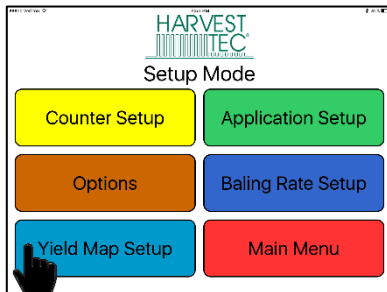 HARVEST
TEC
Setup Mode
Counter Setup
Application Setup
Options
Baling Rate Setup
Yield Map Setup
Main Menu